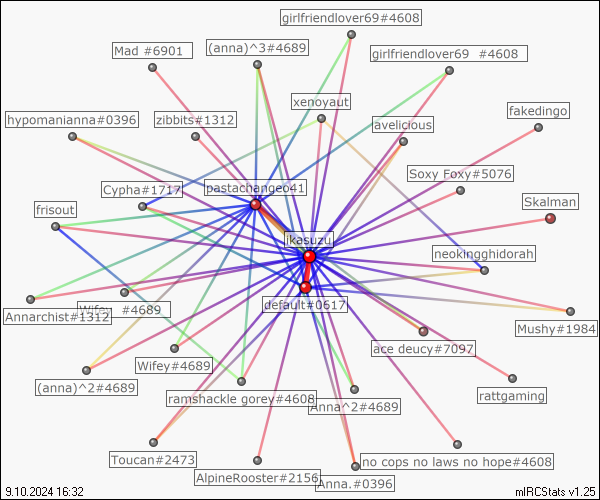 girlfriendlover69#4608
Mad #6901
(anna)^3#4689
girlfriendlover69 #4608
xenoyaut
fakedingo
hypomanianna#0396
zibbits#1312
avelicious
Soxy Foxy#5076
Cypha#1717
pastachangeo41
frisout
Skalman
ikasuzu
neokingghidorah
default#0617
Annarchist#1312
Wifey #4689
Mushy#1984
ace deucy#7097
Wifey#4689
(anna)^2#4689
ramshackle gorey#4608
Anna^2#4689
rattgaming
Toucan#2473
no cops no laws no hope#4608
AlpineRooster#2156
Anna.#0396
9.10.2024 16:32
mIRCStats v1.25